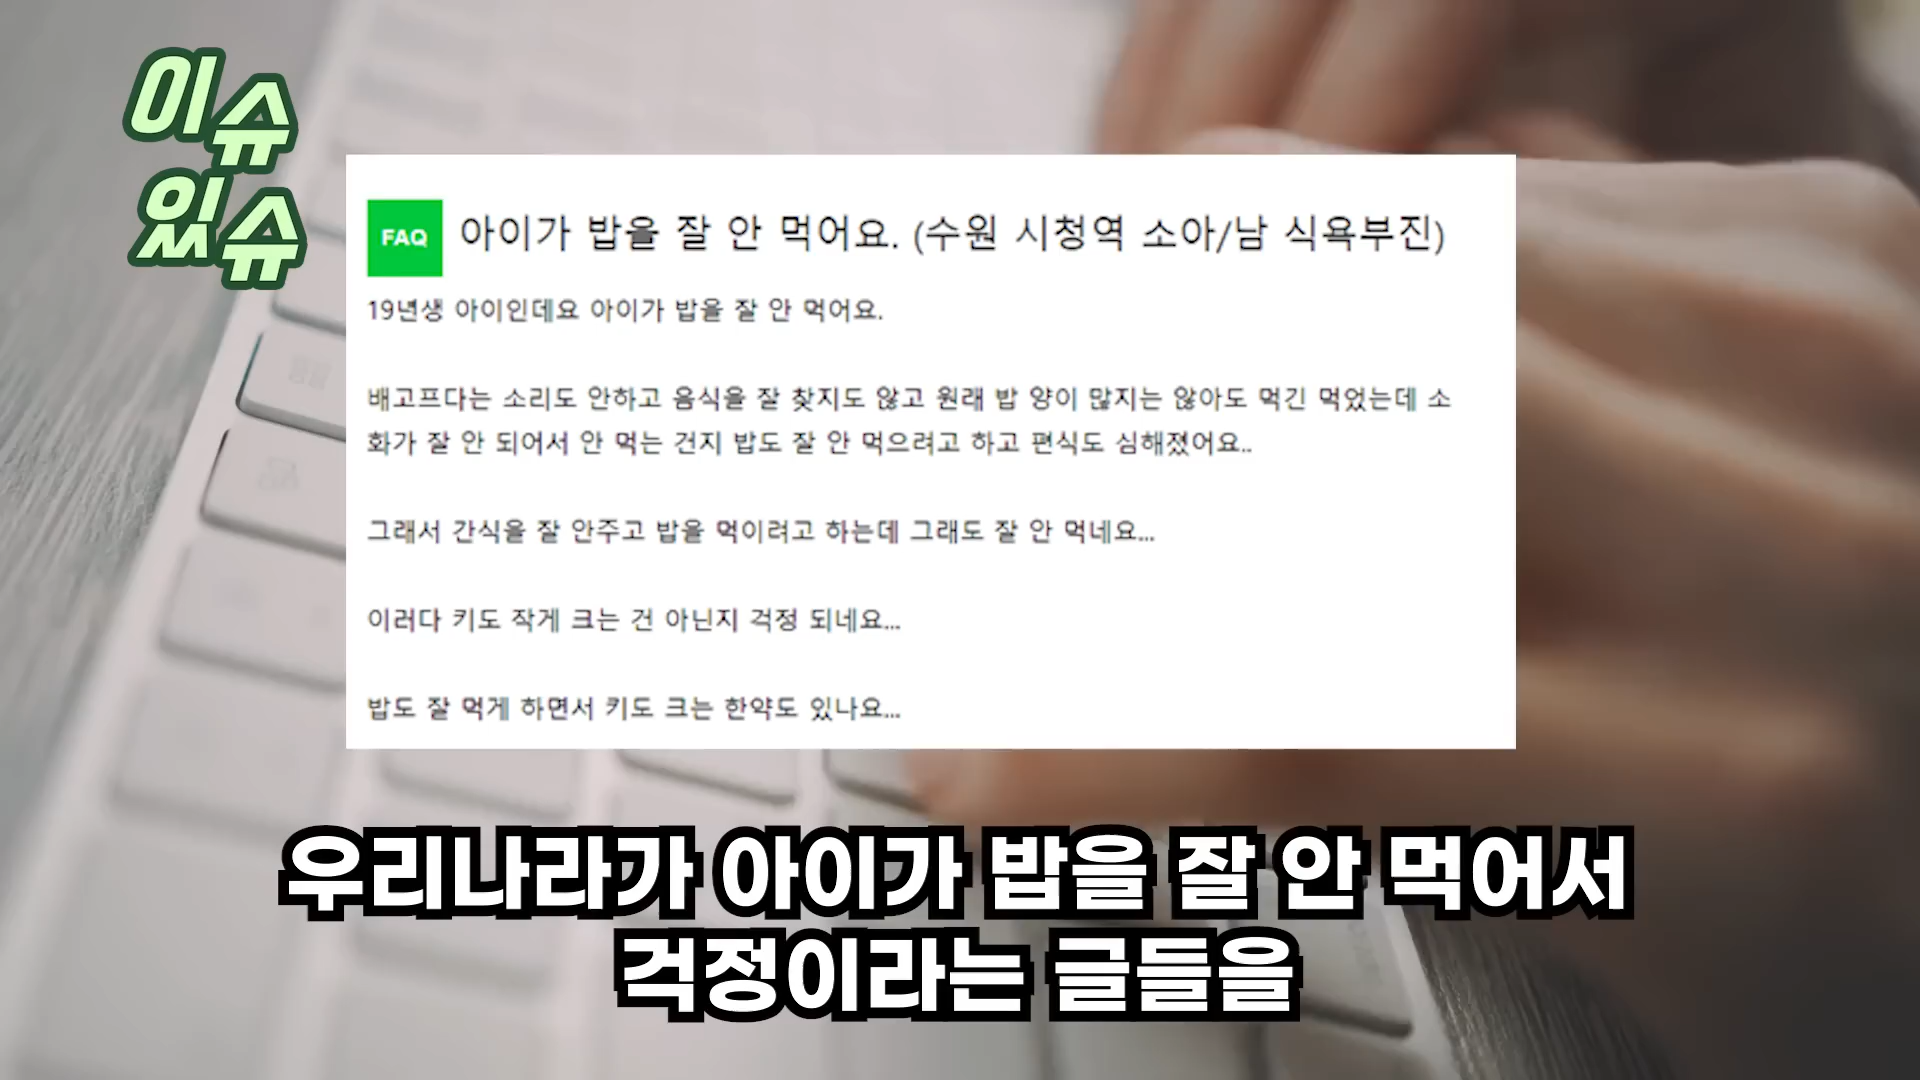 이슈
있슈
FAQ 아이가 밥을 잘 안 먹어요. (수원 시청역 소아/남 식욕부진)
19년생 아이인데요 아이가 밥을 잘 안 먹어요.
배고프다는 소리도 안하고 음식을 잘 찾지도 않고 원래 밥 양이 많지는 않아도 먹긴 먹었는데 소
화가 잘 안 되어서 안 먹는 건지 밥도 잘 안 먹으려고 하고 편식도 심해졌어요..
그래서 간식을 잘 안주고 밥을 먹이려고 하는데 그래도 잘 안 먹네요...
이러다 키도 작게 크는 건 아닌지 걱정 되네요...
밥도 잘 먹게 하면서 키도 크는 한약도 있나요...
우리나라가 아이가 밥을 잘 안 먹어서
걱정이라는 글들을